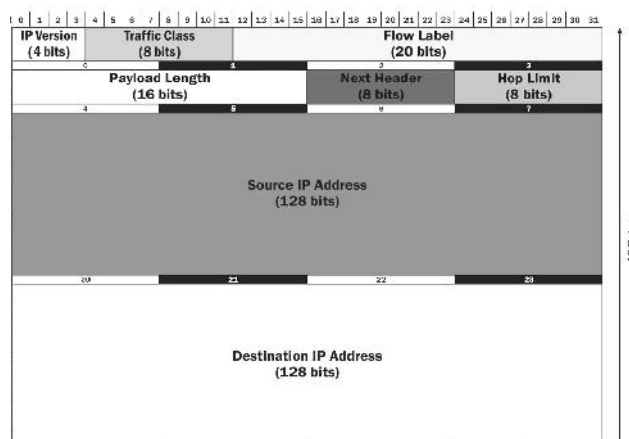 0 1 2 3 4 5 6 7 8 9 10 11 12 13 14 15 16 17 18 19 20 21 22 23 24 25 26 27 28 29 30 31
IP Version Traffic Class Flow Label
(4 bits) (8 bits) (20 bits)
0 1 2 3
Payload Length Next Header Hop Limit
(16 bits) (8 bits) (8 bits)
4 5 6 7
Source IP Address
(128 bits)
20 21 22 23
Destination IP Address
(128 bits)